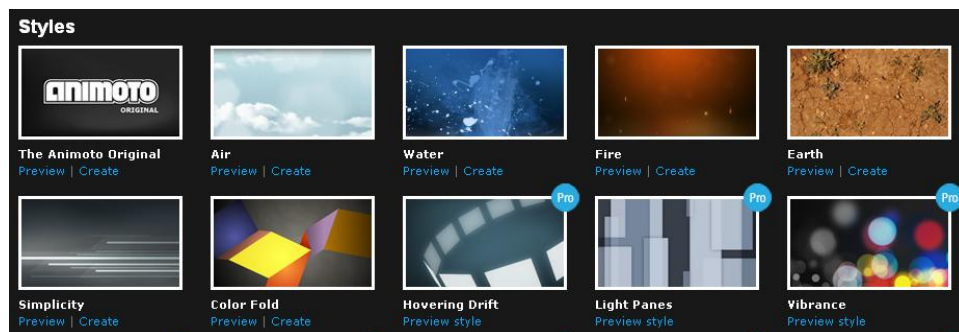 Styles
ANIMOTO
ORIGINAL
The Animoto Original
Preview | Create
Air
Preview | Create
Water
Preview | Create
Fire
Preview | Create
Earth
Preview | Create
Simplicity
Preview | Create
Color Fold
Preview | Create
Pro
Hovering Drift
Preview style
Pro
Light Panes
Preview style
Pro
Vibrance
Preview style